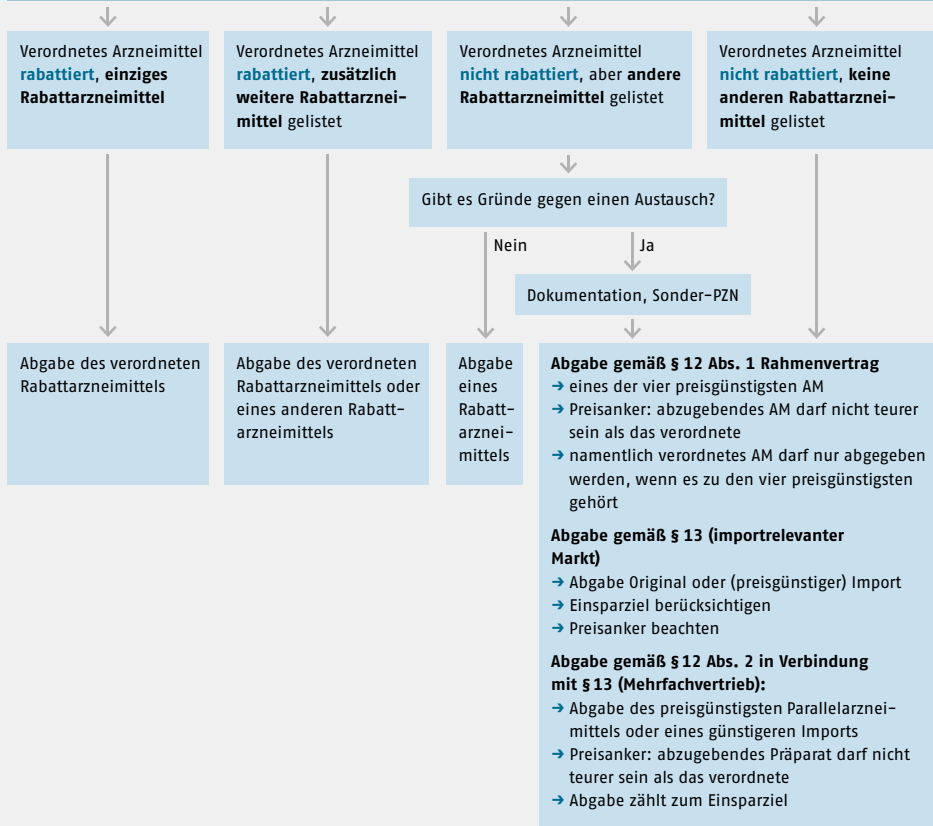 Verordnetes Arzneimittel
rabattiert, einziges
Rabattarzneimittel
Verordnetes Arzneimittel
rabattiert, zusätzlich
weitere Rabattarznei-
mittel gelistet
Verordnetes Arzneimittel
nicht rabattiert, aber andere
Rabattarzneimittel gelistet
Verordnetes Arzneimittel
nicht rabattiert, keine
anderen Rabattarznei-
mittel gelistet
Gibt es Gründe gegen einen Austausch?
Nein
Ja
Dokumentation, Sonder-PZN
Abgabe des verordneten
Rabattarzneimittels
Abgabe des verordneten
Rabattarzneimittels oder
eines anderen Rabatt-
arzneimittels
Abgabe
eines
Rabatt-
arznei-
mittels
Abgabe gemäß § 12 Abs. 1 Rahmenvertrag
→ eines der vier preisgünstigsten AM
→ Preisanker: abzugebendes AM darf nicht teurer
sein als das verordnete
→ namentlich verordnetes AM darf nur abgegeben
werden, wenn es zu den vier preisgünstigsten
gehört
Abgabe gemäß § 13 (importrelevanter
Markt)
→ Abgabe Original oder (preisgünstiger) Import
→ Einsparziel berücksichtigen
→ Preisanker beachten
Abgabe gemäß § 12 Abs. 2 in Verbindung
mit § 13 (Mehrfachvertrieb):
→ Abgabe des preisgünstigsten Parallelarznei-
mittels oder eines günstigeren Imports
→ Preisanker: abzugebendes Präparat darf nicht
teurer sein als das verordnete
→ Abgabe zählt zum Einsparziel